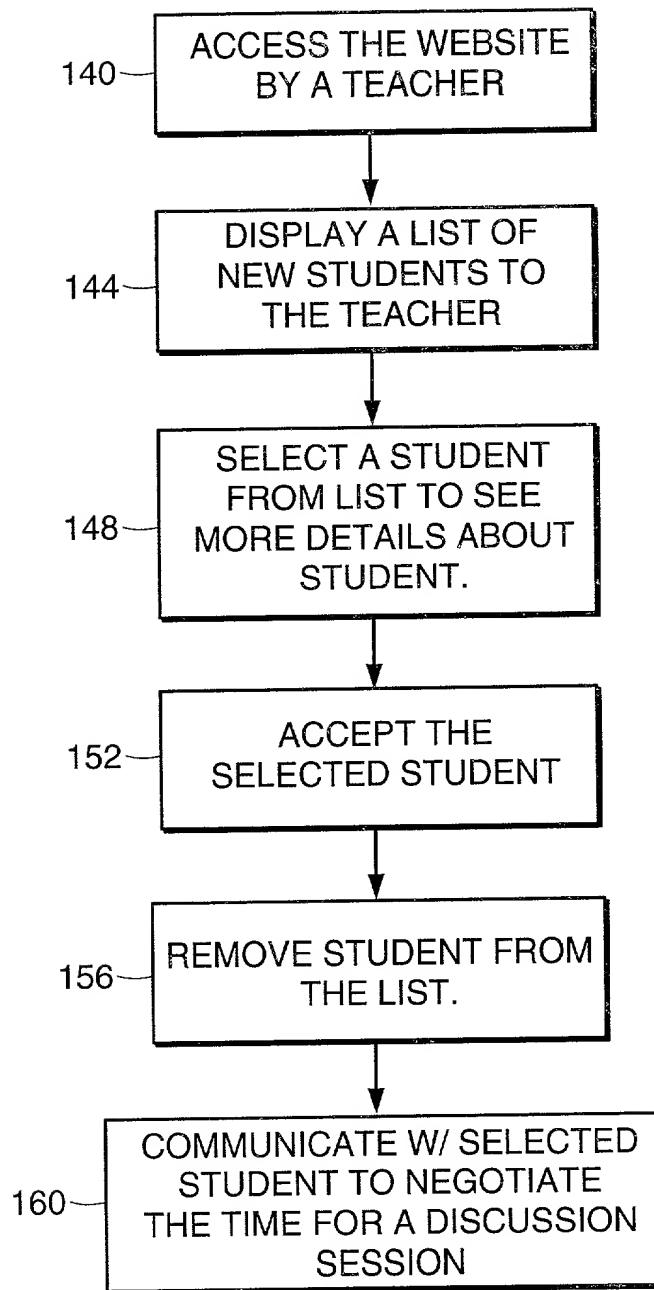 140
ACCESS THE WEBSITE
BY A TEACHER
144
DISPLAY A LIST OF
NEW STUDENTS TO
THE TEACHER
148
SELECT A STUDENT
FROM LIST TO SEE
MORE DETAILS ABOUT
STUDENT.
152
ACCEPT THE
SELECTED STUDENT
156
REMOVE STUDENT FROM
THE LIST.
160
COMMUNICATE W/ SELECTED
STUDENT TO NEGOTIATE
THE TIME FOR A DISCUSSION
SESSION